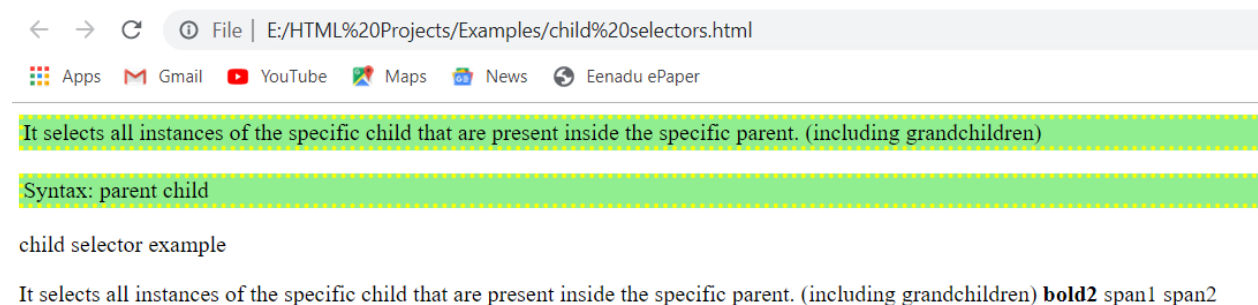 File | E:/HTML%20Projects/Examples/child%20selectors.html
Apps Gmail YouTube Maps News Eenadu ePaper
It selects all instances of the specific child that are present inside the specific parent. (including grandchildren)
Syntax: parent child
child selector example
It selects all instances of the specific child that are present inside the specific parent. (including grandchildren) bold2 span1 span2